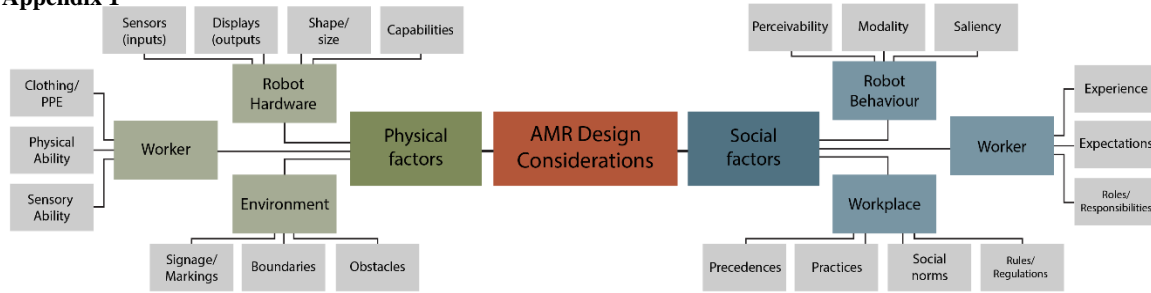 Appendix 1
Sensors
(inputs)
Displays
(outputs
Shape/
size
Capabilities
Perceivability
Modality
Saliency
Robot
Hardware
Robot
Behaviour
Clothing/
PPE
Physical
Ability
Sensory
Ability
Worker
Physical
factors
AMR Design
Considerations
Social
factors
Worker
Experience
Expectations
Roles/
Responsibilities
Environment
Workplace
Signage/
Markings
Boundaries
Obstacles
Precedences
Practices
Social
norms
Rules/
Regulations